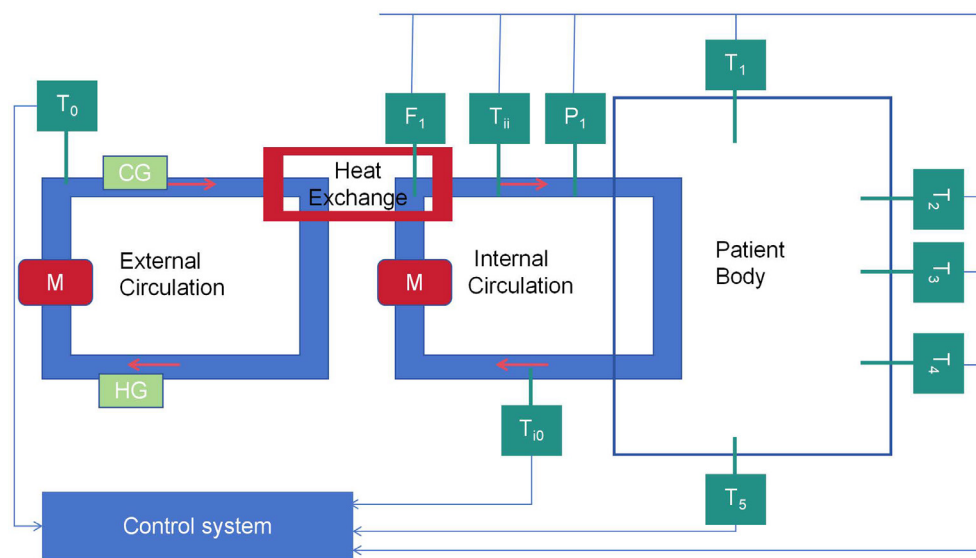 T1
T0
F1
Tii
P1
CG
Heat
Exchange
T2
M
External
Circulation
M
Internal
Circulation
Patient
Body
T3
T4
HG
Ti0
T5
Control system